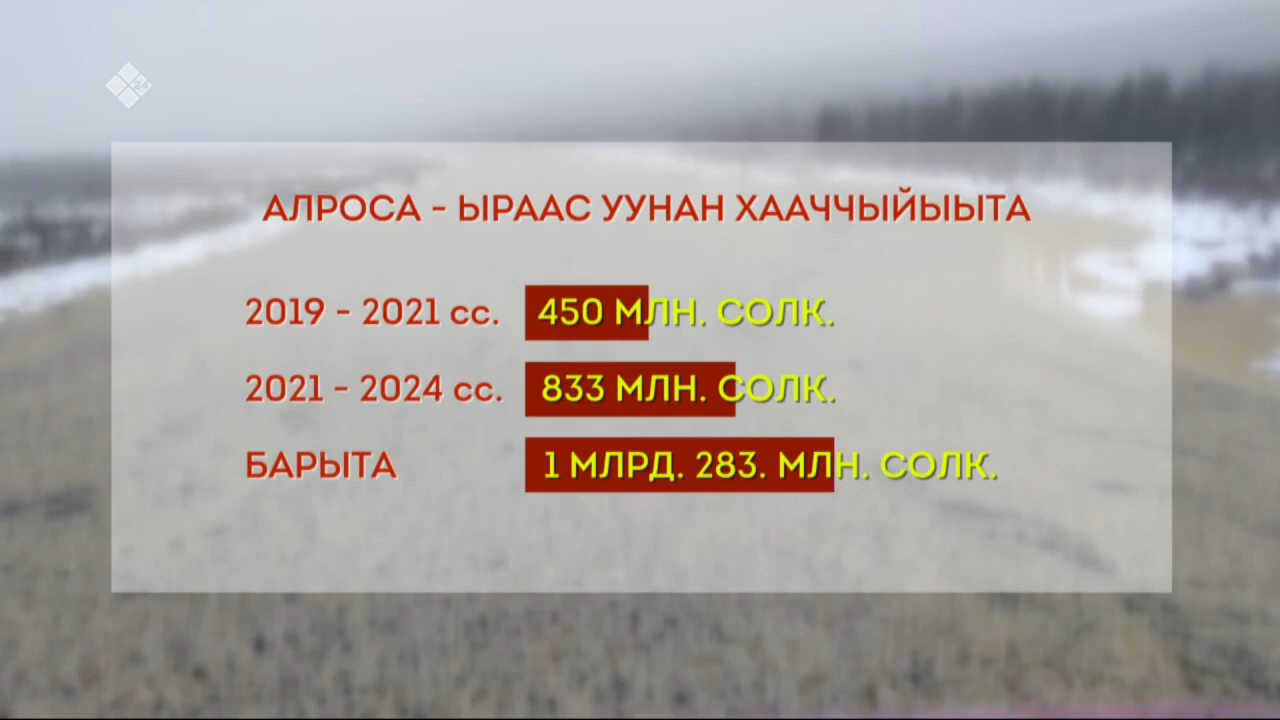 24
АЛРОСА - ЫРААС УУНАН ХААЧЧЫЙЫЫТА
2019 - 2021 сс. 450 МЛН. СОЛК.
2021 - 2024 сс. 833 МЛН. СОЛК.
БАРЫТА 1 МЛРД. 283. МЛН. СОЛК.